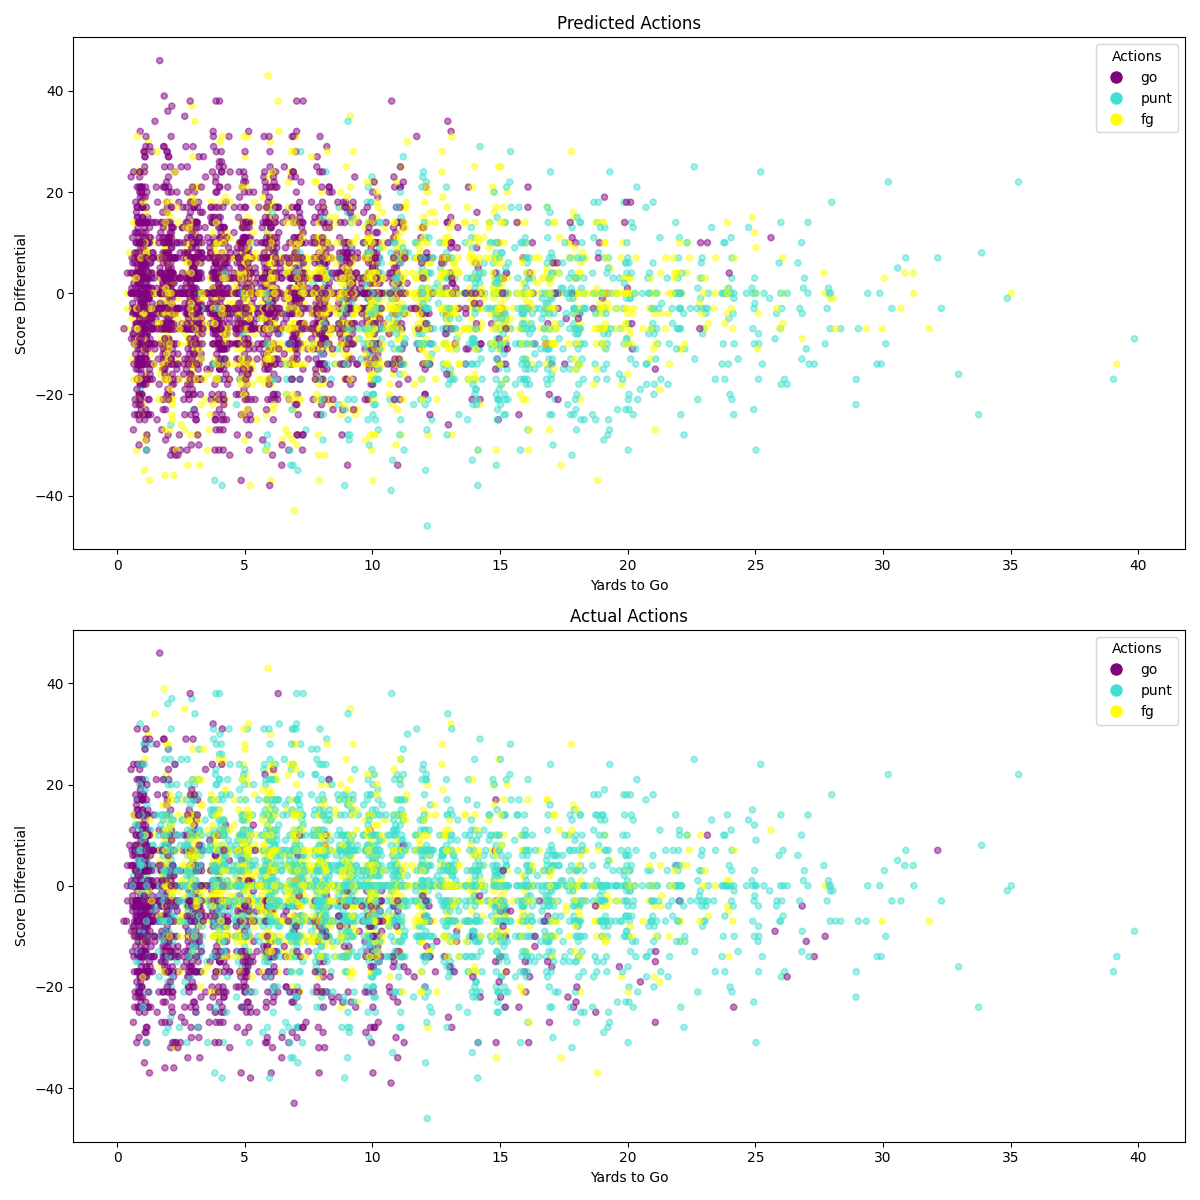 Predicted Actions
Actions
go
punt
fg
40
20
0
−20
−40
Score Differential
0 5 10 15 20 25 30 35 40
Yards to Go
Actual Actions
Actions
go
punt
fg
40
20
0
−20
−40
Score Differential
0 5 10 15 20 25 30 35 40
Yards to Go